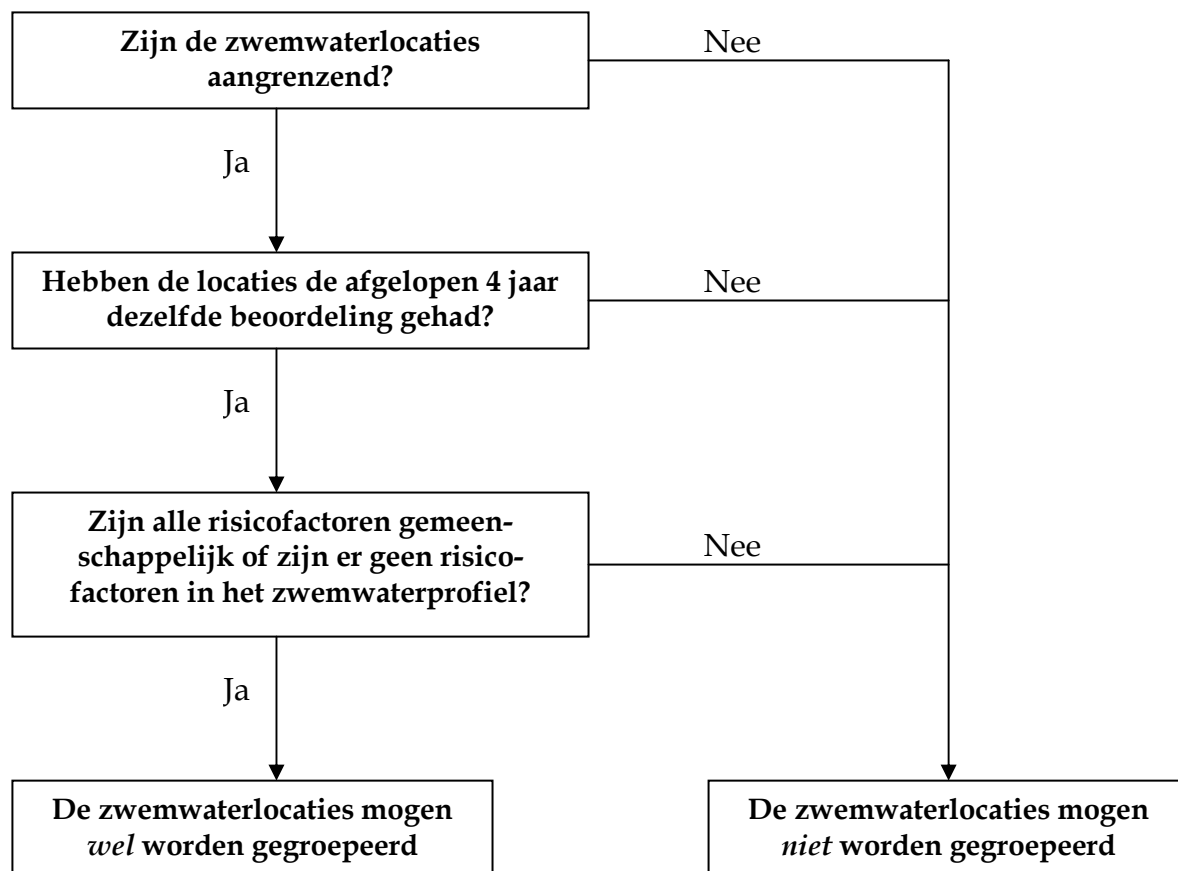 Zijn de zwemwaterlocaties
aangrenzend?
Nee
Ja
Hebben de locaties de afgelopen 4 jaar
dezelfde beoordeling gehad?
Nee
Ja
Zijn alle risicofactoren gemeen-
schappelijk of zijn er geen risico-
factoren in het zwemwaterprofiel?
Nee
Ja
De zwemwaterlocaties mogen
wel worden gegroepeerd
De zwemwaterlocaties mogen
niet worden gegroepeerd